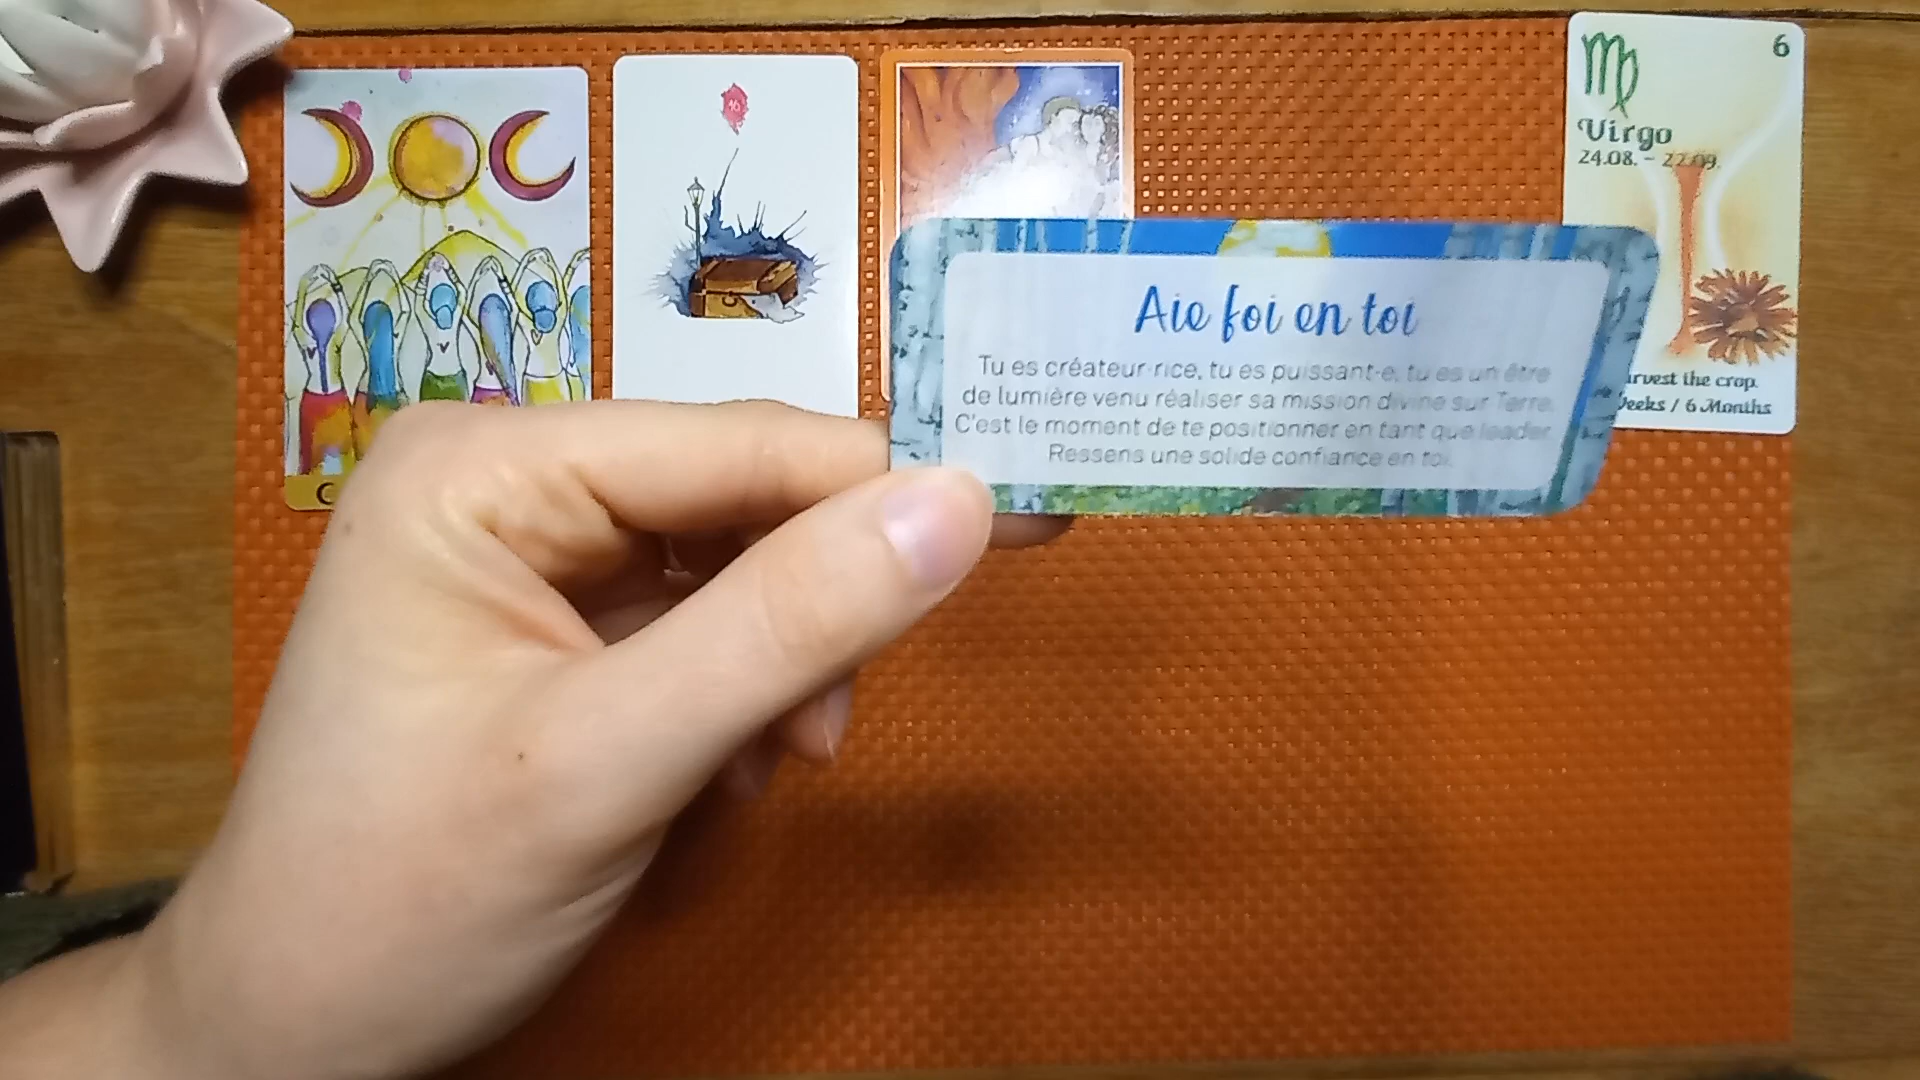 6
Virgo
24.08. - 22.09.
16
Aie foi en toi
Tu es créateur·rice, tu es puissant·e, tu es un être
de lumière venu réaliser sa mission divine sur Terre.
C'est le moment de te positionner en tant que leader.
Ressens une solide confiance en toi.
the crop.
/ 6 Months
C